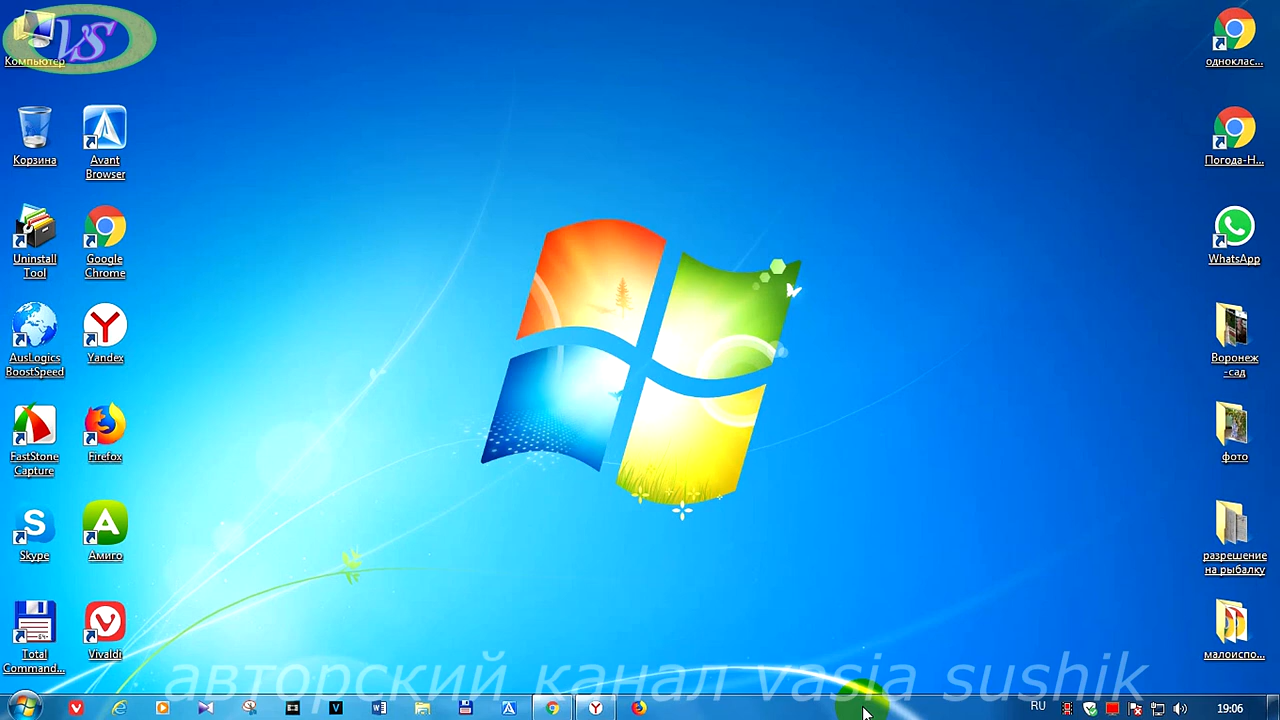 VS
Компьютер
Корзина
Avant
Browser
Uninstall
Tool
Google
Chrome
AusLogics
BoostSpeed
Yandex
FastStone
Capture
Firefox
Skype
Амиго
Total
Command...
Vivaldi
одноклас...
Погода-Н...
WhatsApp
Воронеж
-сад
фото
разрешение
на рыбалку
малоиспо...
авторский канал vasia sushik
RU
19:06